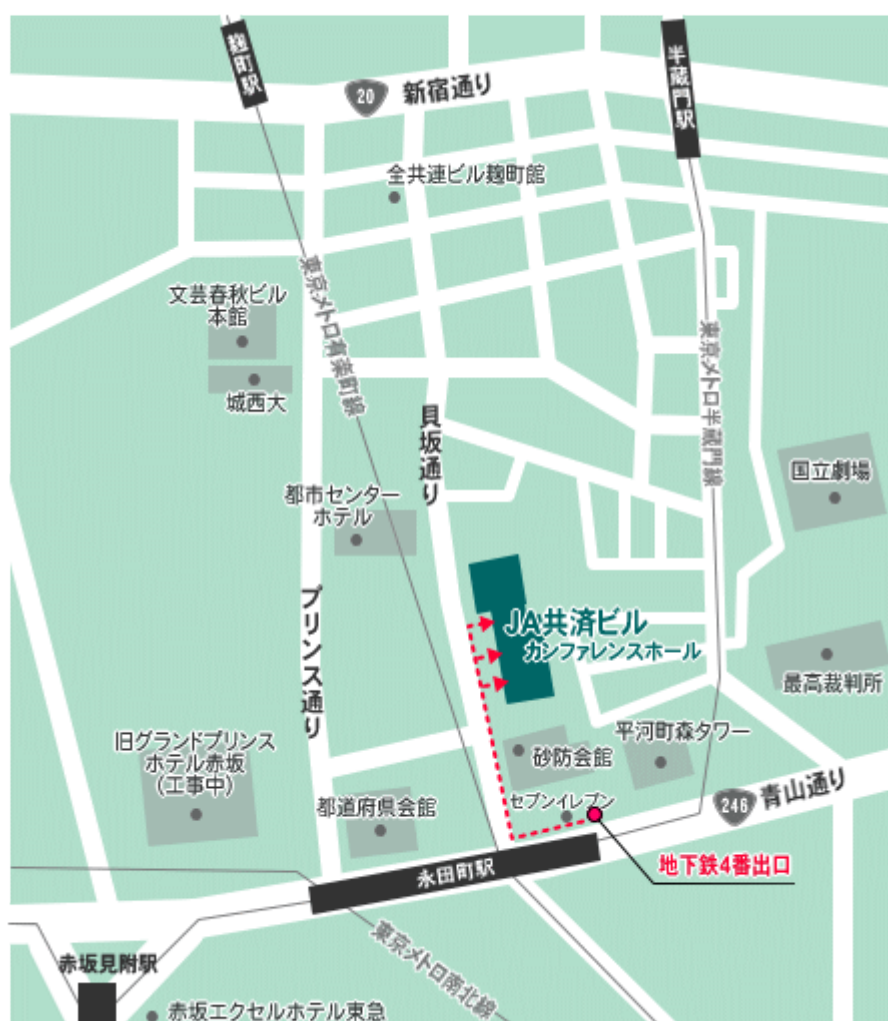 麹町駅
20
新宿通り
半蔵門駅
全共連ビル麹町館
文芸春秋ビル
本館
東京メトロ有楽町線
東京メトロ半蔵門線
城西大
貝坂通り
国立劇場
都市センター
ホテル
プリンス通り
JA共済ビル
カンファレンスホール
最高裁判所
旧グランドプリンス
ホテル赤坂
(工事中)
平河町森タワー
砂防会館
都道府県会館
セブンイレブン
246
青山通り
永田町駅
地下鉄4番出口
東京メトロ南北線
赤坂見附駅
赤坂エクセルホテル東急